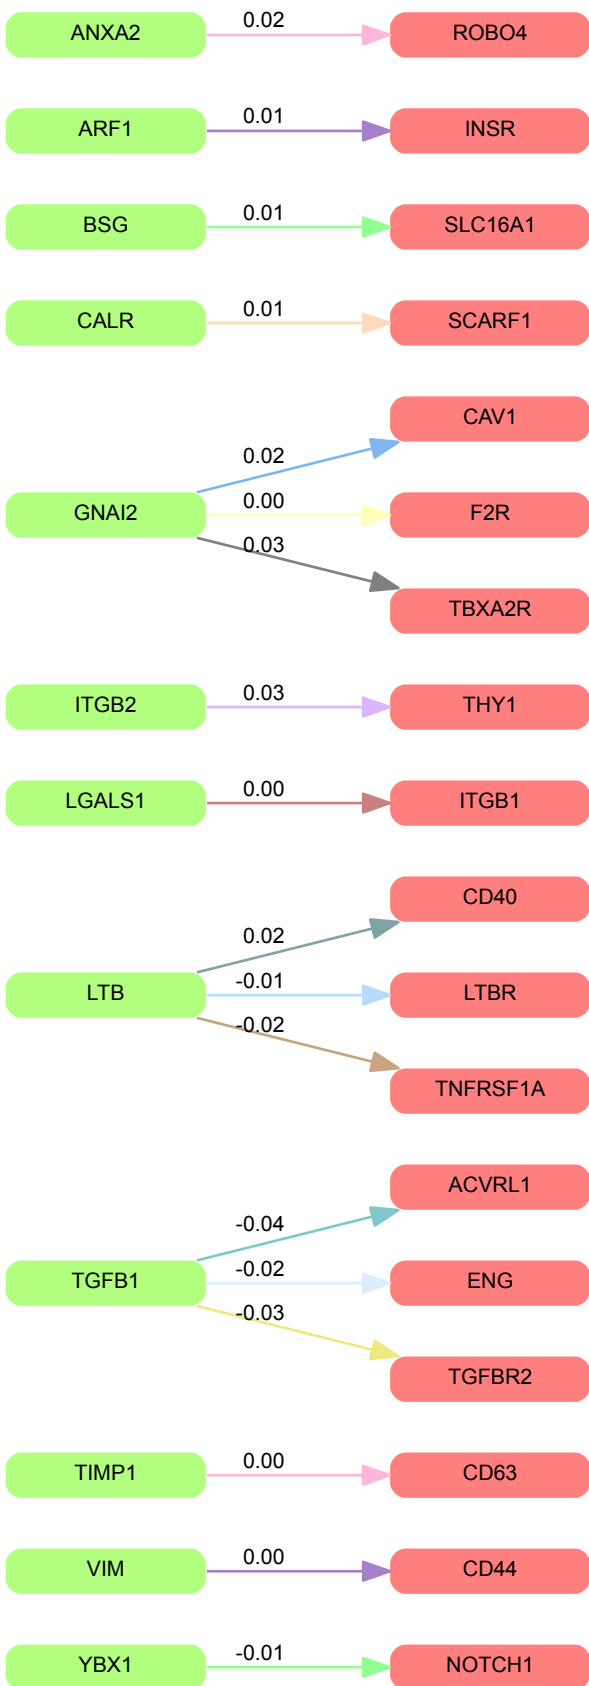 ANXA2 0.02 ROBO4
ARF1 0.01 INSR
BSG 0.01 SLC16A1
CALR 0.01 SCARF1
CAV1
0.02
GNAI2 0.00 F2R
0.03
TBXA2R
ITGB2 0.03 THY1
LGALS1 0.00 ITGB1
CD40
0.02
LTB -0.01 LTBR
-0.02
TNFRSF1A
ACVRL1
-0.04
TGFB1 -0.02 ENG
-0.03
TGFBR2
TIMP1 0.00 CD63
VIM 0.00 CD44
YBX1 -0.01 NOTCH1